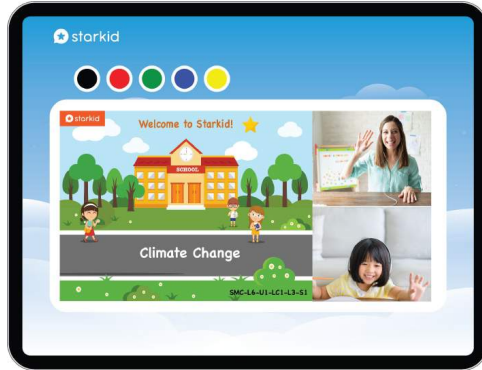 starkid
starkid
Welcome to Starkid!
SCHOOL
Climate Change
SMC-L6-U1-LC1-L3-S1